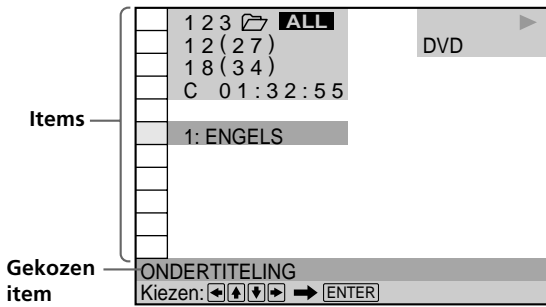 123 ALL
12(27)
DVD
18(34)
C 01:32:55
Items
1: ENGELS
Gekozen item
ONDERTITELING
Kiezen: ENTER